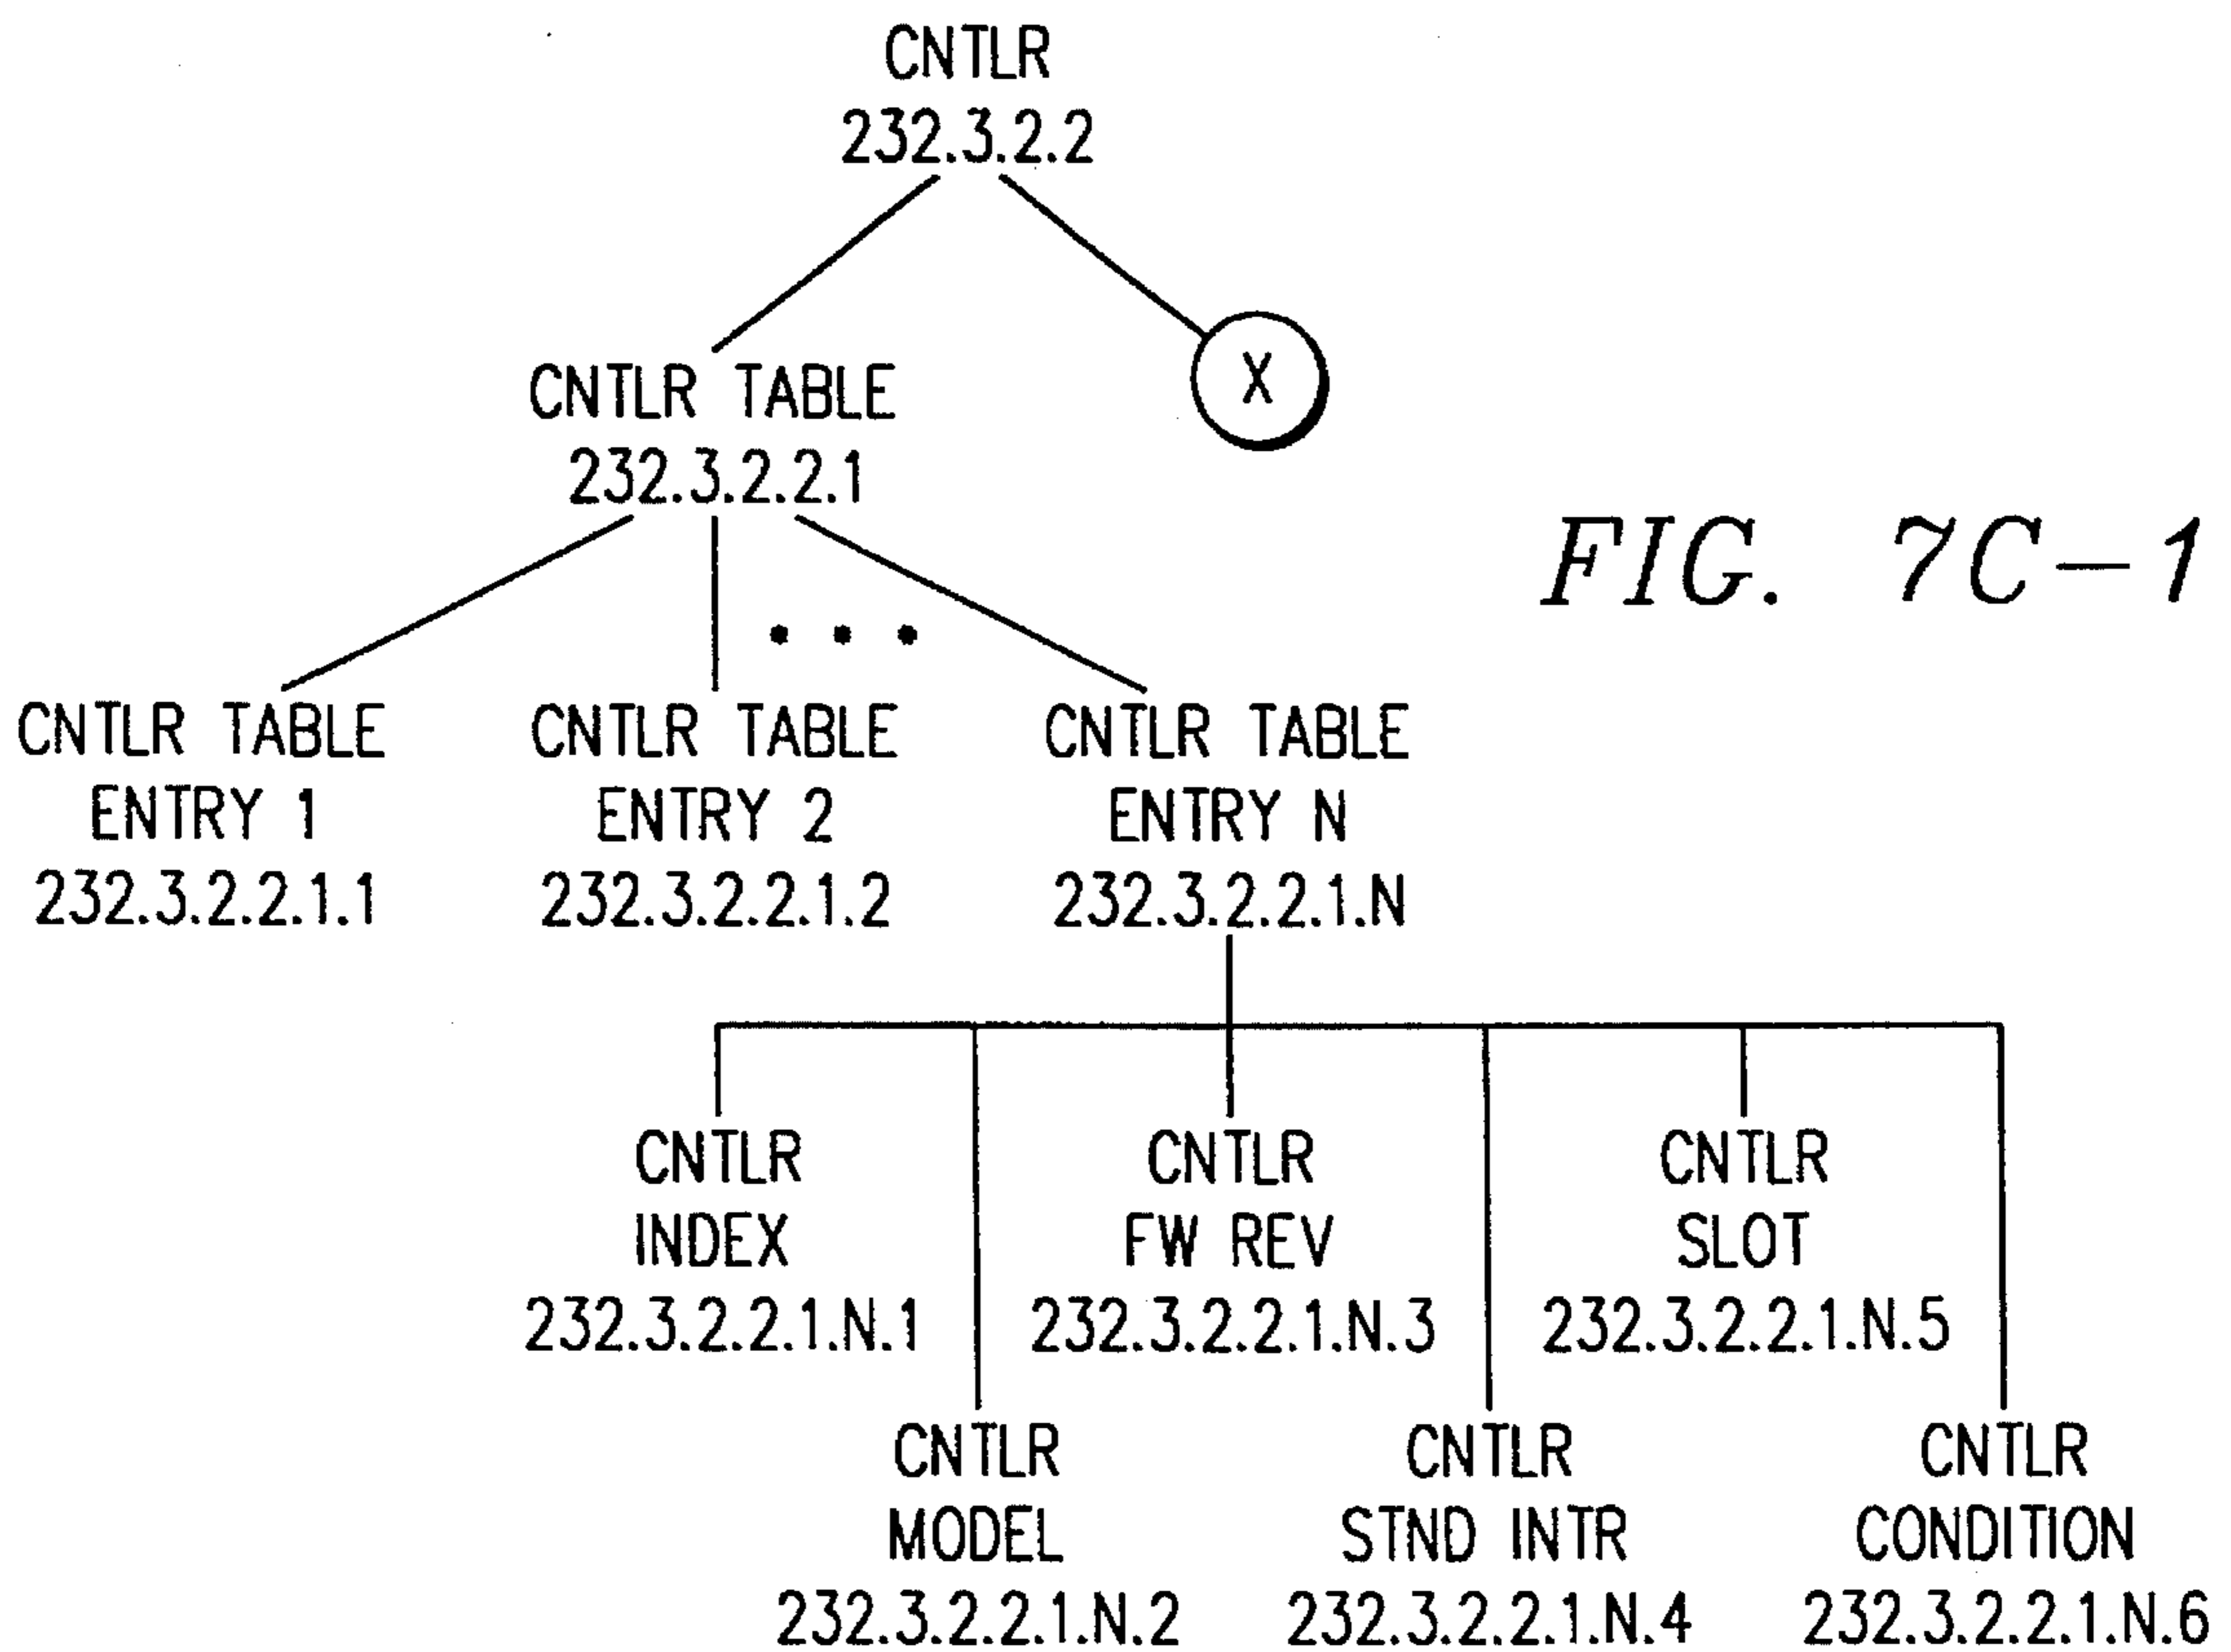 CNTLR
232.3.2.2
CNTLR TABLE
232.3.2.2.1
X
FIG. 7C-1
CNTLR TABLE
ENTRY 1
232.3.2.2.1.1
CNTLR TABLE
ENTRY 2
232.3.2.2.1.2
CNTLR TABLE
ENTRY N
232.3.2.2.1.N
CNTLR
INDEX
232.3.2.2.1.N.1
CNTLR
FW REV
232.3.2.2.1.N.3
CNTLR
SLOT
232.3.2.2.1.N.5
CNTLR
MODEL
232.3.2.2.1.N.2
CNTLR
STND INTR
232.3.2.2.1.N.4
CNTLR
CONDITION
232.3.2.2.1.N.6